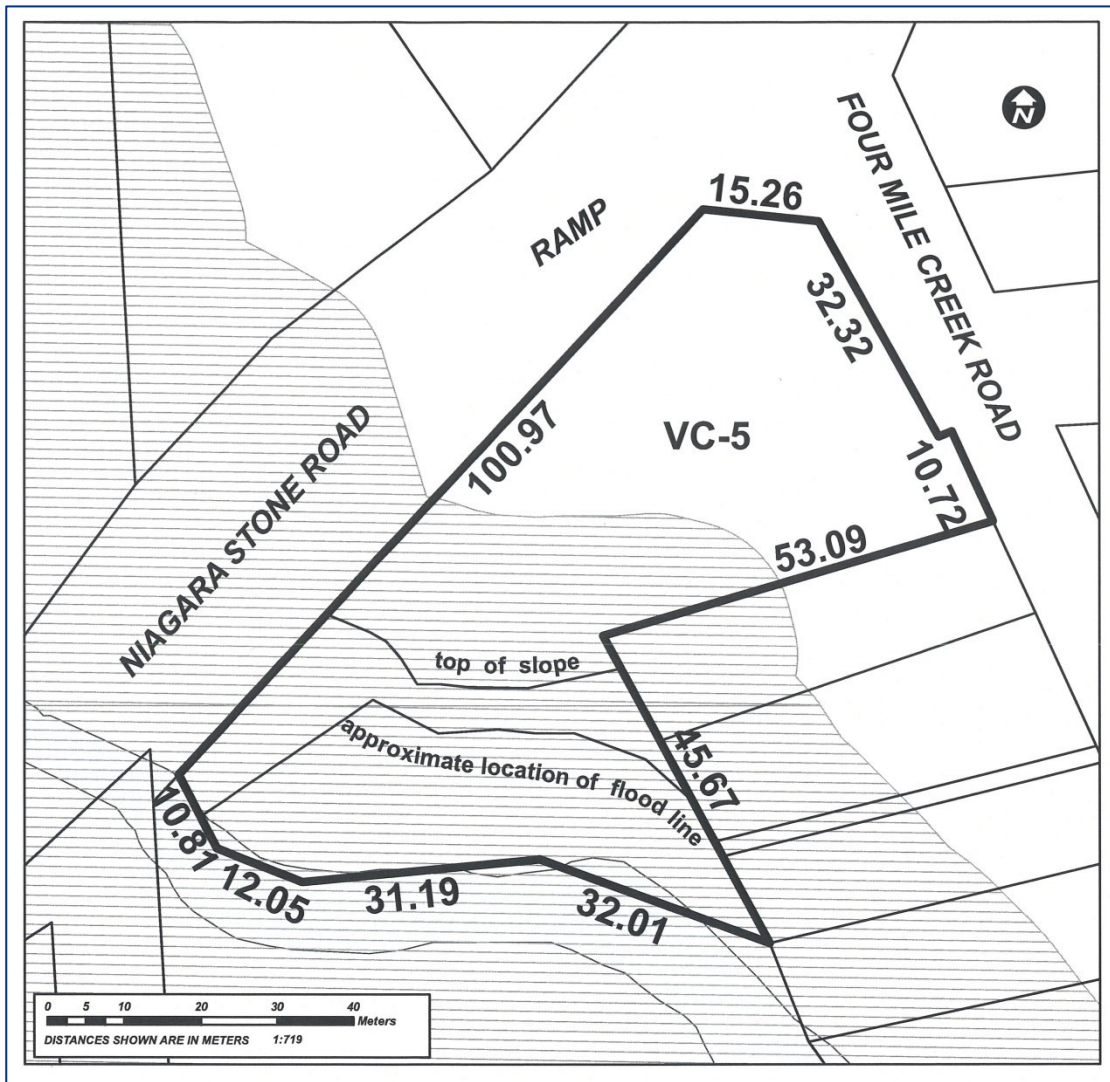 N
FOUR MILE CREEK ROAD
15.26
RAMP
32.32
VC-5
100.97
10.72
53.09
NIAGARA STONE ROAD
top of slope
approximate location of flood line
45.67
10.81
12.05
31.19
32.01
0 5 10 20 30 40
Meters
DISTANCES SHOWN ARE IN METERS 1:719